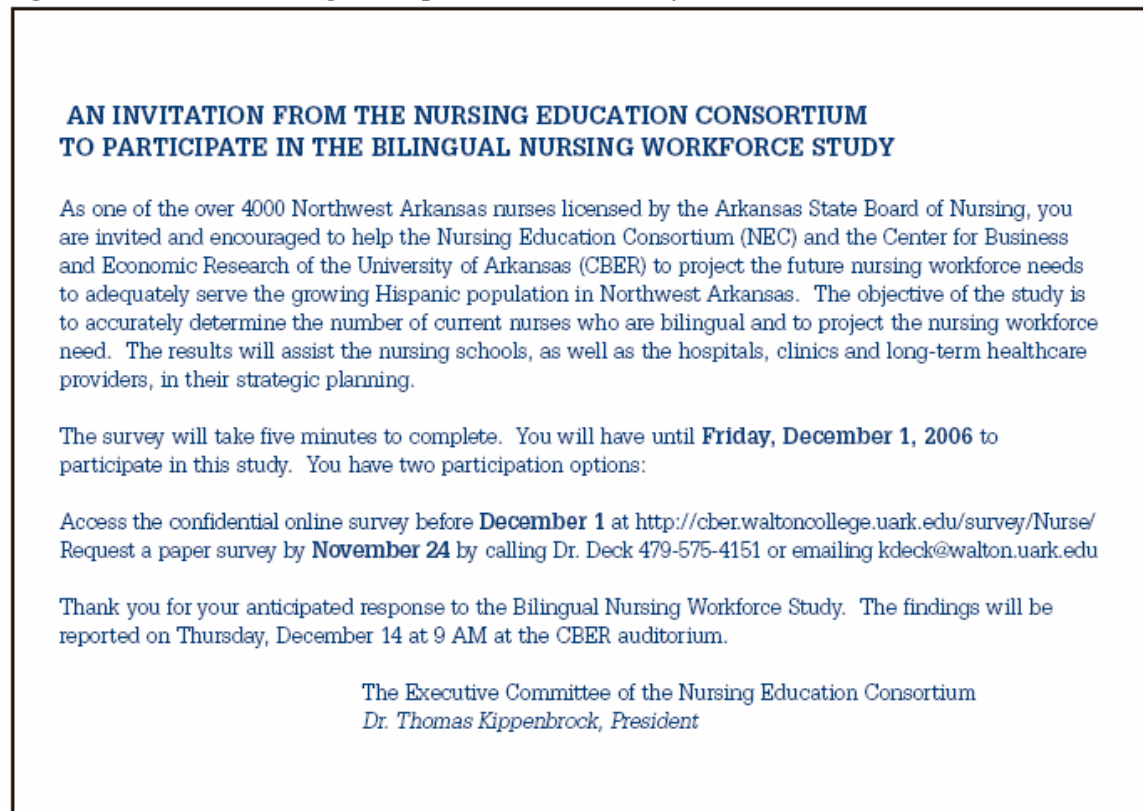 AN INVITATION FROM THE NURSING EDUCATION CONSORTIUM
TO PARTICIPATE IN THE BILINGUAL NURSING WORKFORCE STUDY
As one of the over 4000 Northwest Arkansas nurses licensed by the Arkansas State Board of Nursing, you
are invited and encouraged to help the Nursing Education Consortium (NEC) and the Center for Business
and Economic Research of the University of Arkansas (CBER) to project the future nursing workforce needs
to adequately serve the growing Hispanic population in Northwest Arkansas. The objective of the study is
to accurately determine the number of current nurses who are bilingual and to project the nursing workforce
need. The results will assist the nursing schools, as well as the hospitals, clinics and long-term healthcare
providers, in their strategic planning.
The survey will take five minutes to complete. You will have until Friday, December 1, 2006 to
participate in this study. You have two participation options:
Access the confidential online survey before December 1 at http://cber.waltoncollege.uark.edu/survey/Nurse/
Request a paper survey by November 24 by calling Dr. Deck 479-575-4151 or emailing kdeck@walton.uark.edu
Thank you for your anticipated response to the Bilingual Nursing Workforce Study. The findings will be
reported on Thursday, December 14 at 9 AM at the CBER auditorium.
The Executive Committee of the Nursing Education Consortium
Dr. Thomas Kippenbrock, President